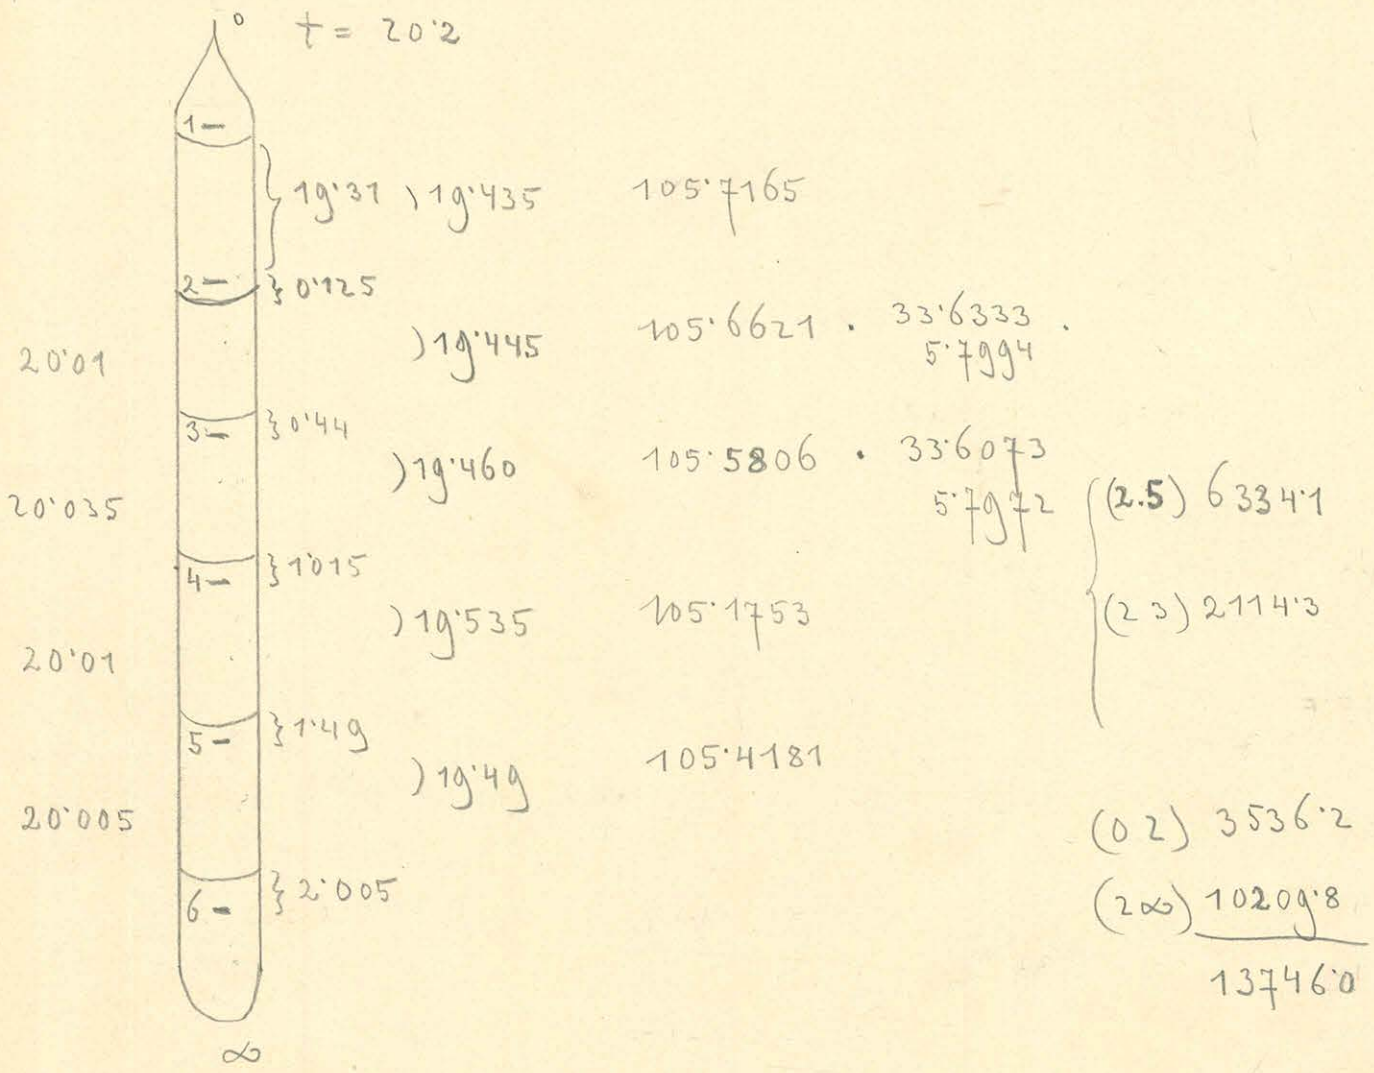 0 t = 20·2
1–
19·31 ) 19·435 105·7165
2– 0·125
105·6621 · 33·6333 ·
20·01 ) 19·445 5·7994
3– 0·44
) 19·460 105·5806 · 33·6073
20·035 5·7972 (2.5) 6334·1
4– 1·015
) 19·535 105·1753 (2 3) 2114·3
20·01
5– 1·49
) 19·49 105·4181
20·005 (0 2) 3536·2
6– 2·005 (2∞) 10209·8
13746·0
∞